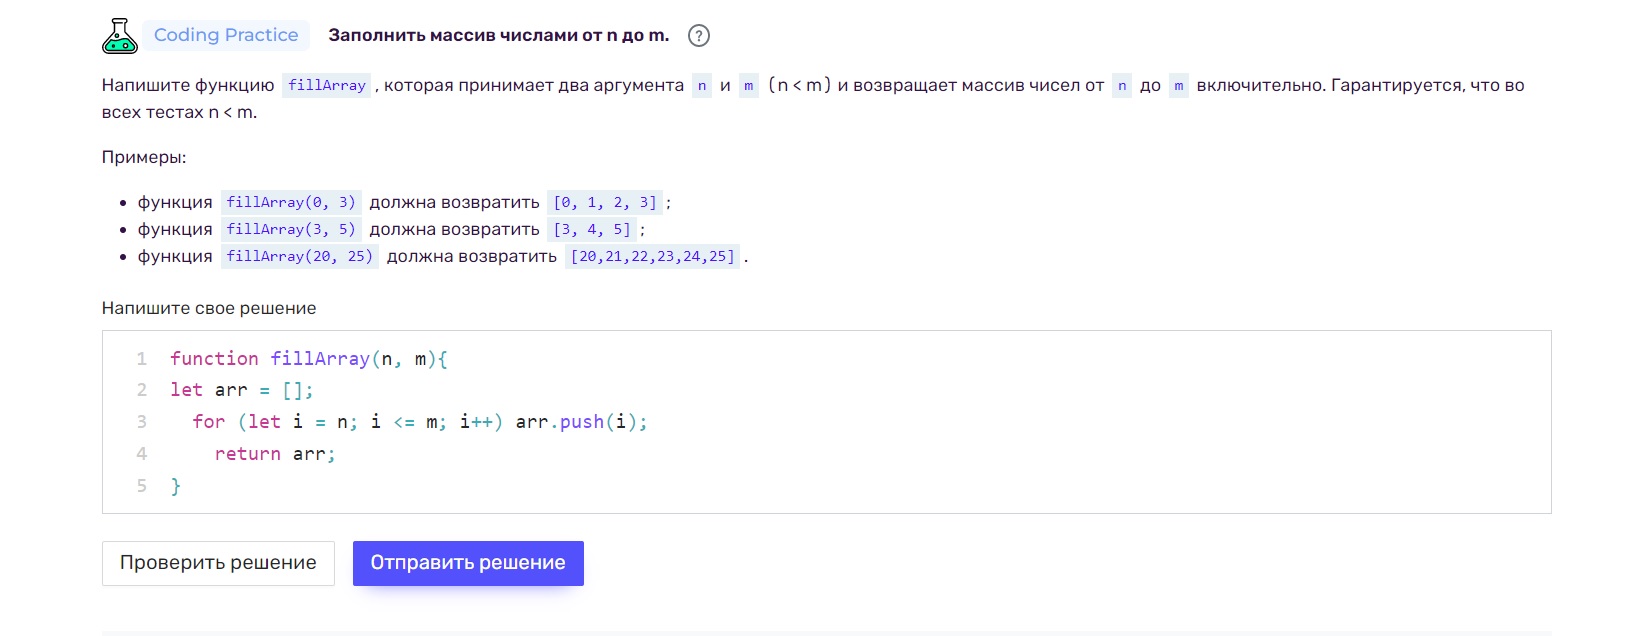 Coding Practice Заполнить массив числами от n до m. ?
Напишите функцию fillArray , которая принимает два аргумента n и m (n < m) и возвращает массив чисел от n до m включительно. Гарантируется, что во
всех тестах n < m.
Примеры:
• функция fillArray(0, 3) должна возвратить [0, 1, 2, 3] ;
• функция fillArray(3, 5) должна возвратить [3, 4, 5] ;
• функция fillArray(20, 25) должна возвратить [20,21,22,23,24,25] .
Напишите свое решение
1 function fillArray(n, m){
2 let arr = [];
3 for (let i = n; i <= m; i++) arr.push(i);
4 return arr;
5 }
Проверить решение Отправить решение